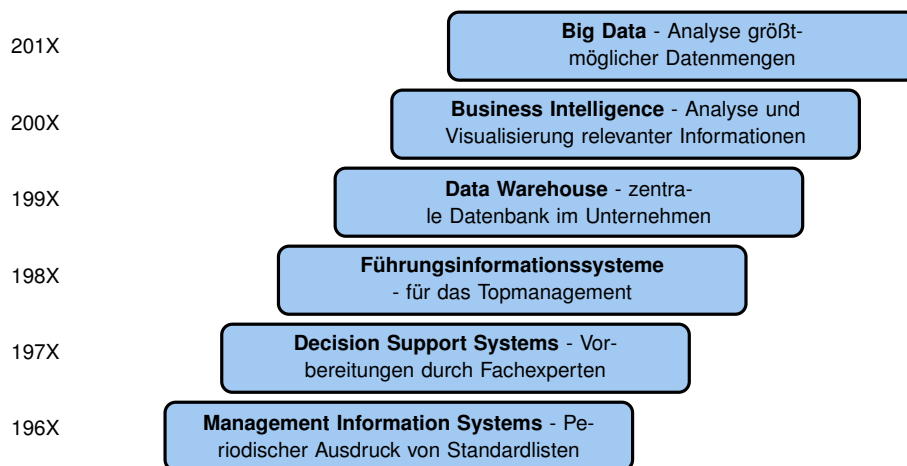 201X
Big Data - Analyse größt-
möglicher Datenmengen
200X
Business Intelligence - Analyse und
Visualisierung relevanter Informationen
199X
Data Warehouse - zentra-
le Datenbank im Unternehmen
198X
Führungsinformationssysteme
- für das Topmanagement
197X
Decision Support Systems - Vor-
bereitungen durch Fachexperten
196X
Management Information Systems - Pe-
riodischer Ausdruck von Standardlisten